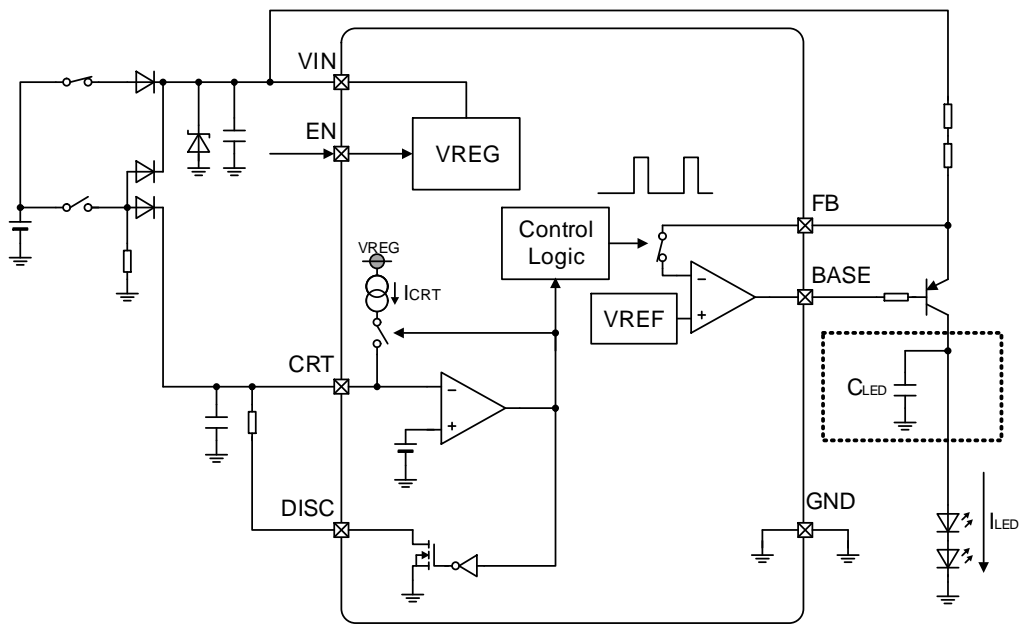 VIN
EN
VREG
FB
Control
Logic
VREG
ICRT
BASE
VREF
CRT
CLED
DISC
GND
ILED